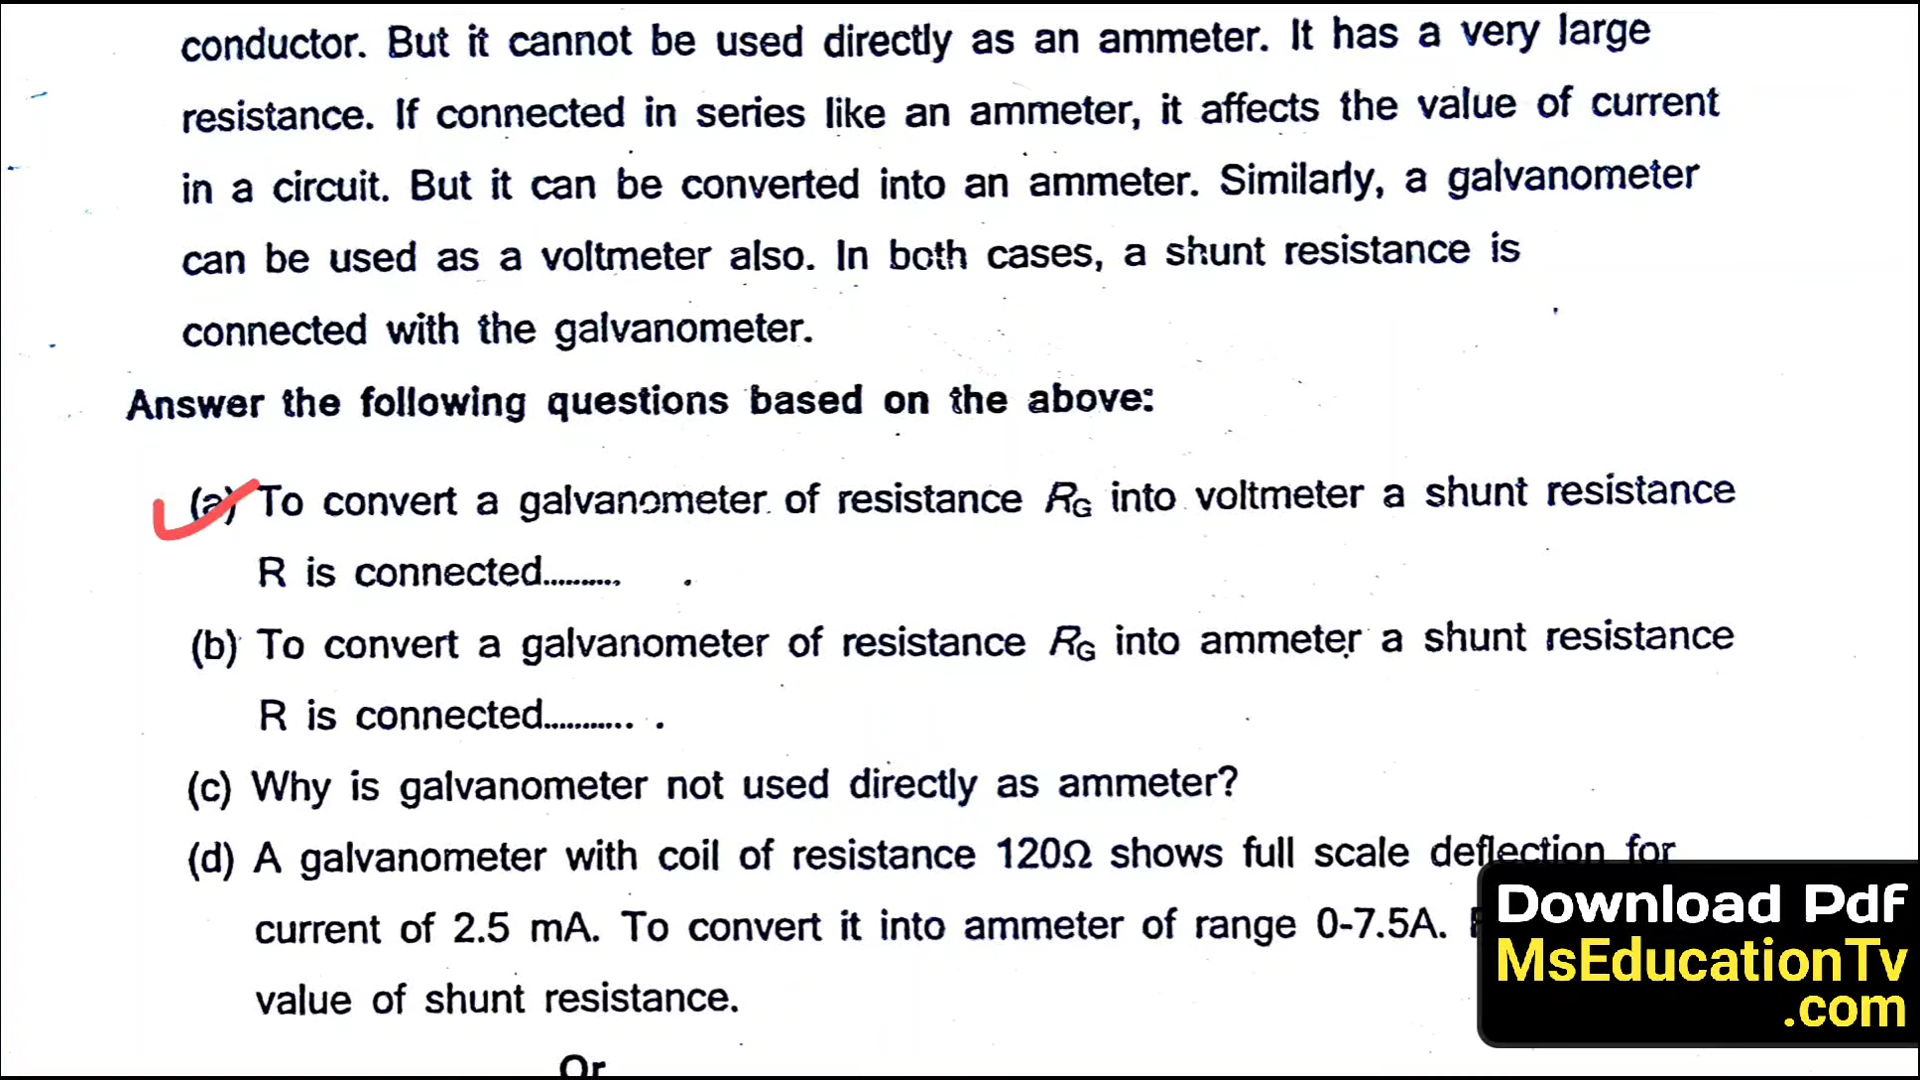 conductor. But it cannot be used directly as an ammeter. It has a very large
resistance. If connected in series like an ammeter, it affects the value of current
in a circuit. But it can be converted into an ammeter. Similarly, a galvanometer
can be used as a voltmeter also. In both cases, a shunt resistance is
connected with the galvanometer.
Answer the following questions based on the above:
(a) To convert a galvanometer of resistance R_G into voltmeter a shunt resistance
R is connected..........
(b) To convert a galvanometer of resistance R_G into ammeter a shunt resistance
R is connected........... .
(c) Why is galvanometer not used directly as ammeter?
(d) A galvanometer with coil of resistance 120Ω shows full scale deflection for
current of 2.5 mA. To convert it into ammeter of range 0-7.5A.
value of shunt resistance.
Or
Download Pdf
MsEducationTv
.com